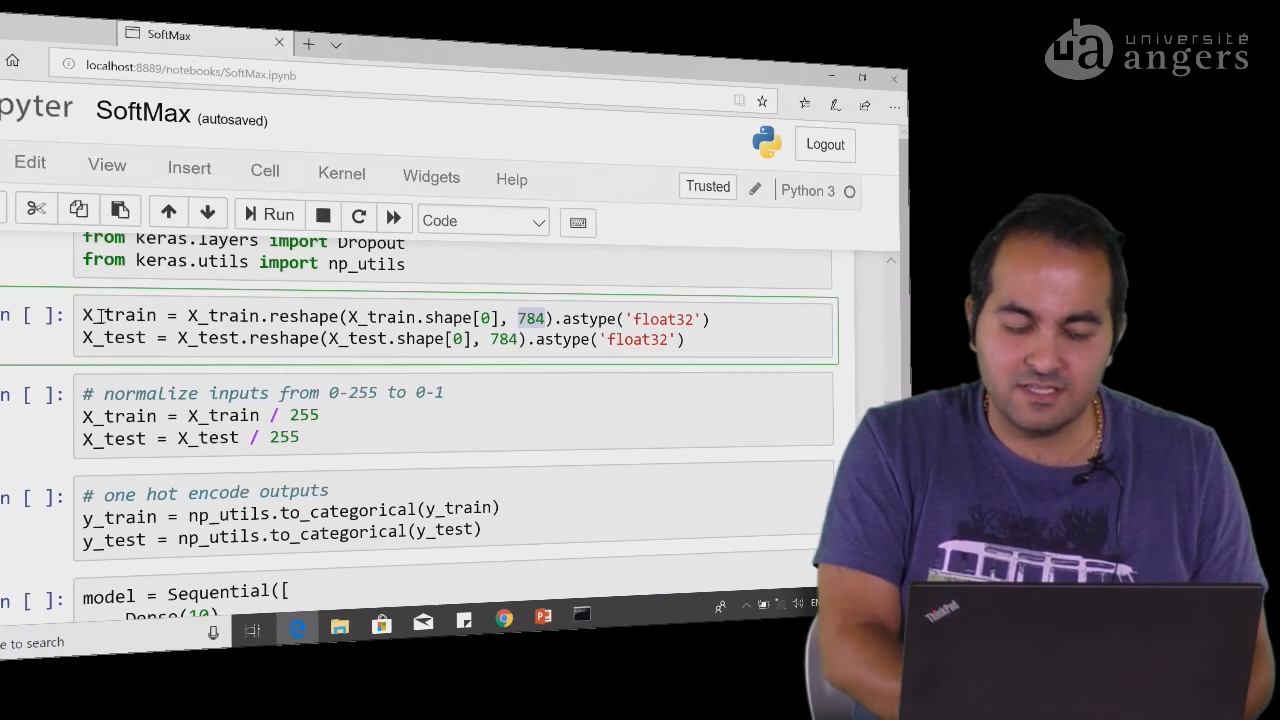 SoftMax
université
angers
localhost:8889/notebooks/SoftMax.ipynb
pyter SoftMax (autosaved)
Logout
Edit View Insert Cell Kernel Widgets Help
Trusted
Python 3
Run
Code
from keras.layers import Dropout
from keras.utils import np_utils
n [ ]:
X_train = X_train.reshape(X_train.shape[0], 784).astype('float32')
X_test = X_test.reshape(X_test.shape[0], 784).astype('float32')
n [ ]:
# normalize inputs from 0-255 to 0-1
X_train = X_train / 255
X_test = X_test / 255
n [ ]:
# one hot encode outputs
y_train = np_utils.to_categorical(y_train)
y_test = np_utils.to_categorical(y_test)
n [ ]:
model = Sequential([
Dense(10)
e to search
ThinkPad